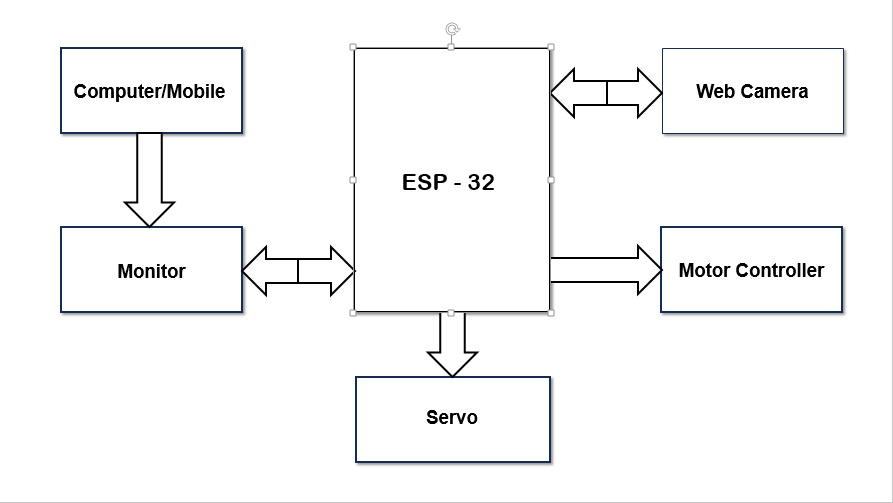 Computer/Mobile
Web Camera
ESP - 32
Monitor
Motor Controller
Servo